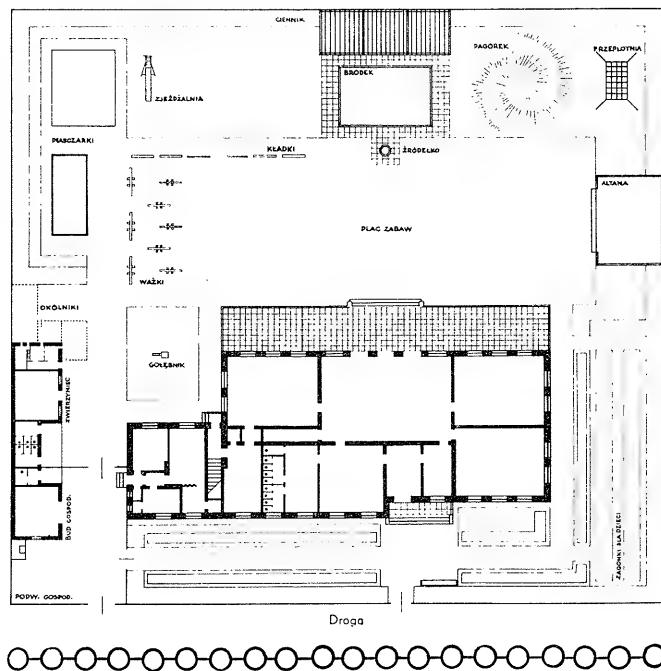 CIENNIK
PAGÓREK
PRZEPLOTNIA
BRODEK
ZJEŻDŻALNIA
PIASCZARKI
KŁADKI
ŹRÓDEŁKO
ALTANA
PLAC ZABAW
WAŻKI
OKÓLNIKI
GOŁĘBNIK
ZWIERZYNIEC
BUD GOSPOD.
ZAGONKI DLA DZIECI
PODW. GOSPOD.
Droga